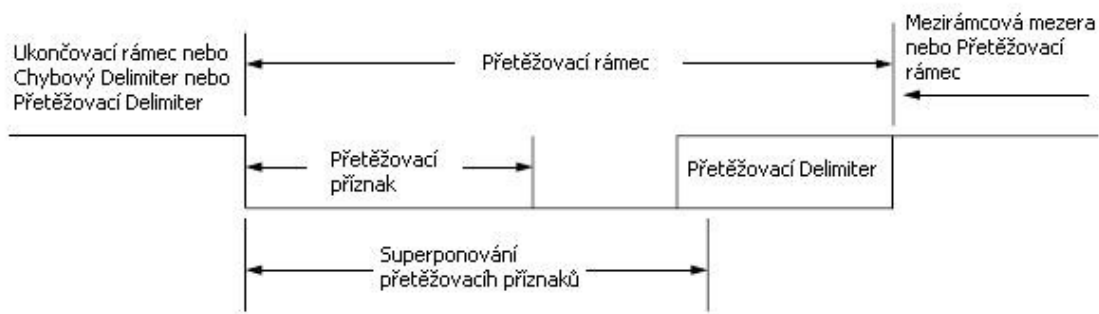 Ukončovací rámec nebo
Chybový Delimiter nebo
Přetěžovací Delimiter
Přetěžovací rámec
Mezirámcová mezera
nebo Přetěžovací
rámec
Přetěžovací
příznak
Přetěžovací Delimiter
Superponování
přetěžovacíh příznaků